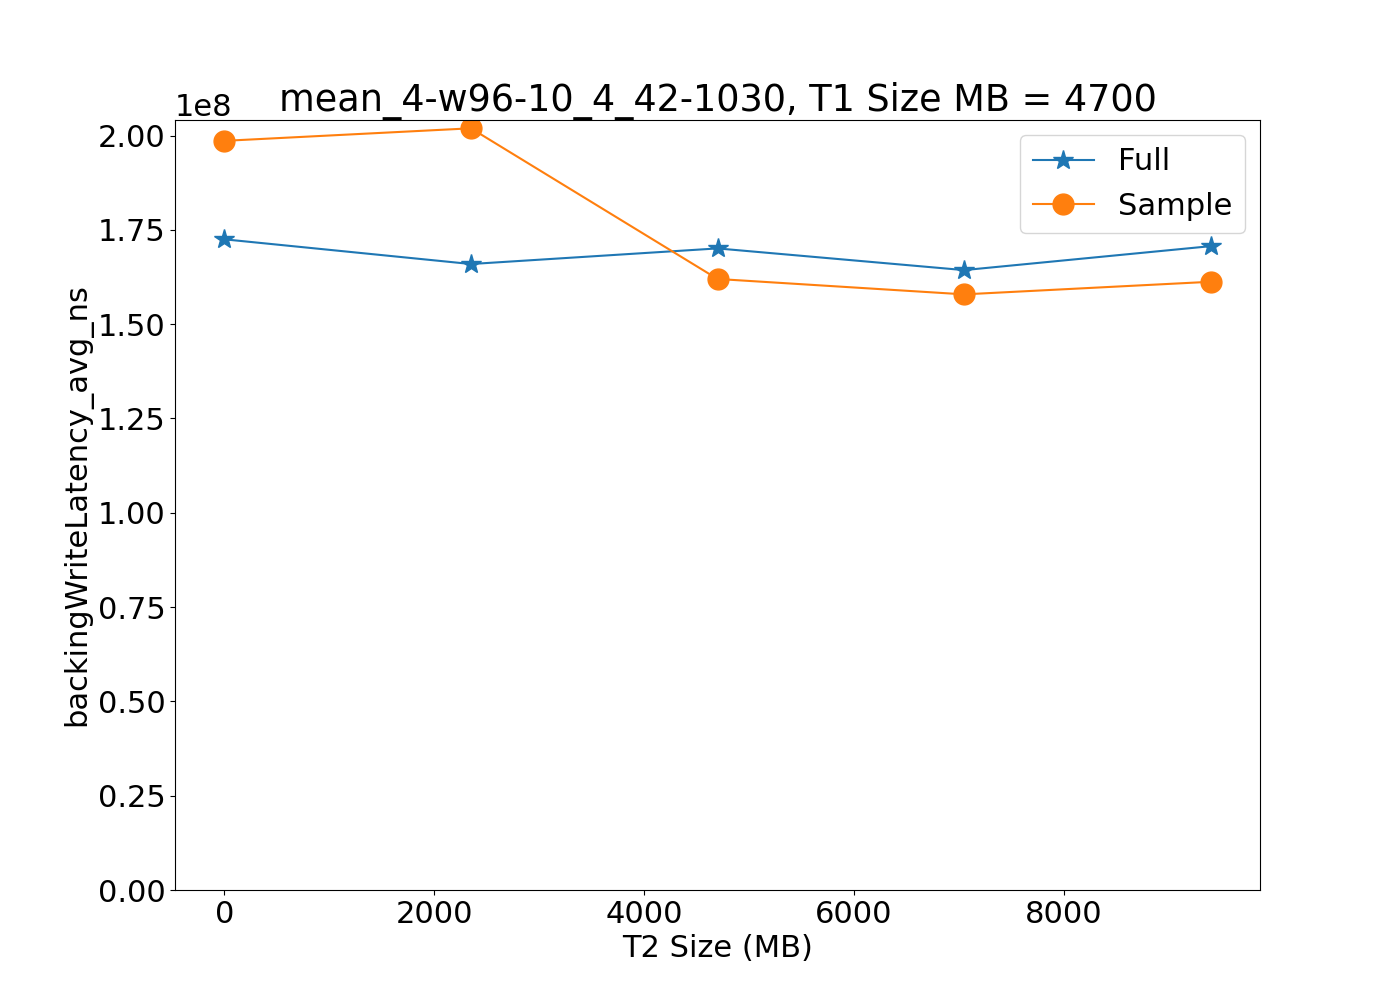 1e8
mean_4-w96-10_4_42-1030, T1 Size MB = 4700
Full
Sample
2.00
1.75
1.50
1.25
1.00
0.75
0.50
0.25
0.00
backingWriteLatency_avg_ns
0 2000 4000 6000 8000
T2 Size (MB)